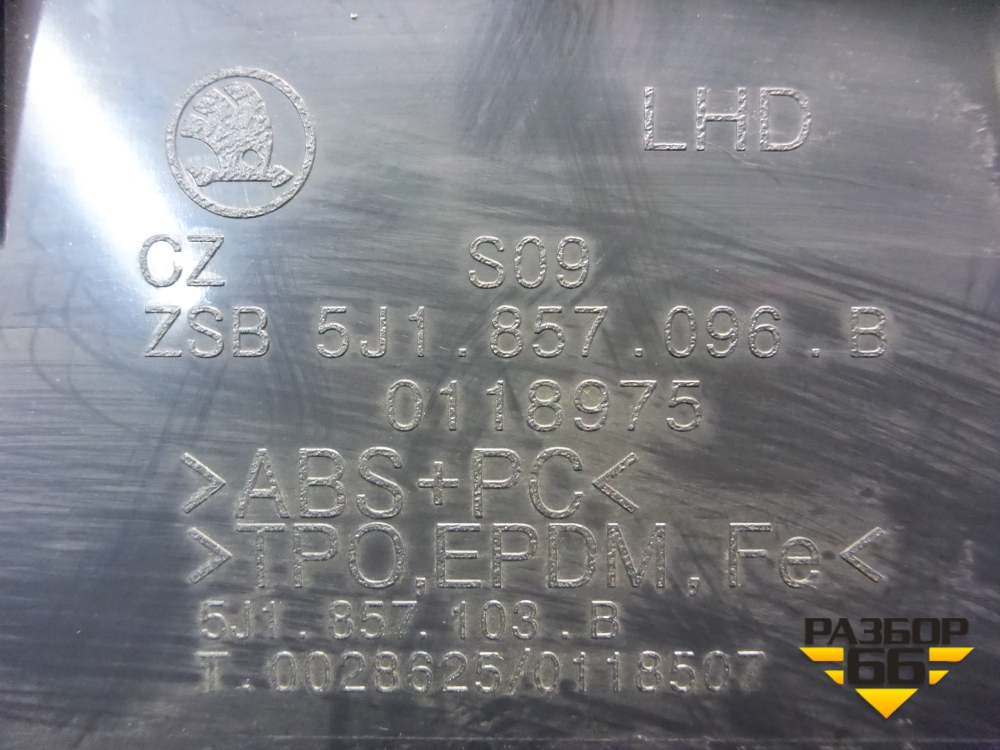 LHD
CZ S09
ZSB 5J1.857.096.B
0118975
>ABS+PC<
>TPO,EPDM,Fe<
5J1.857.103.B
T.0028625/0118507
РАЗБОР
66